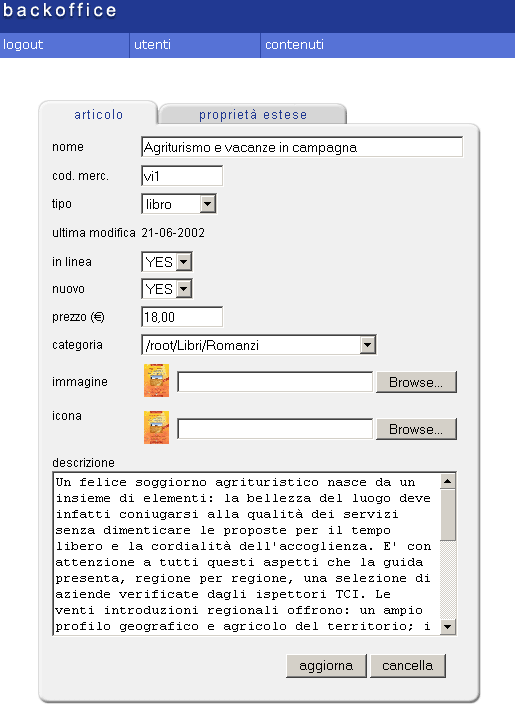 backoffice
logout utenti contenuti
articolo proprietà estese
nome Agriturismo e vacanze in campagna
cod. merc. vi1
tipo libro
ultima modifica 21-06-2002
in linea YES
nuovo YES
prezzo (€) 18,00
categoria /root/Libri/Romanzi
immagine Browse...
icona Browse...
descrizione
Un felice soggiorno agrituristico nasce da un
insieme di elementi: la bellezza del luogo deve
infatti coniugarsi alla qualità dei servizi
senza dimenticare le proposte per il tempo
libero e la cordialità dell'accoglienza. E' con
attenzione a tutti questi aspetti che la guida
presenta, regione per regione, una selezione di
aziende verificate dagli ispettori TCI. Le
venti introduzioni regionali offrono: un ampio
profilo geografico e agricolo del territorio; i
aggiorna cancella